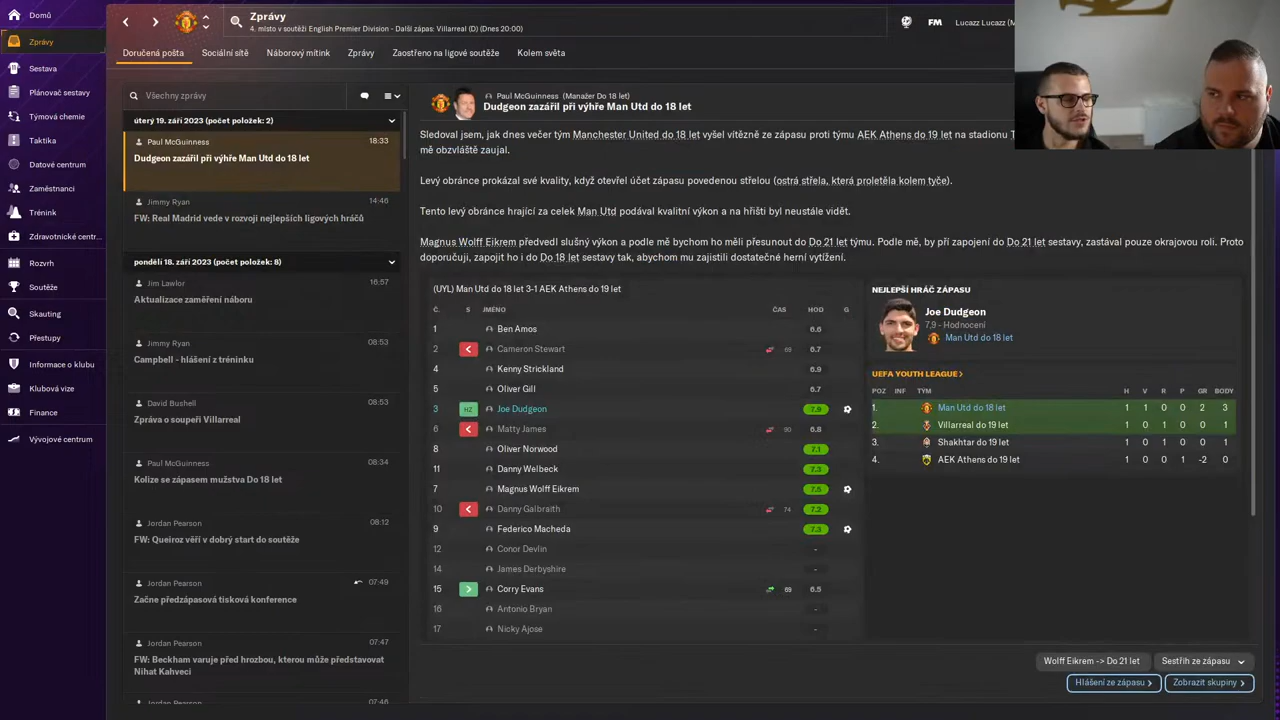 Domů
Zprávy
Sestava
Plánovač sestavy
Týmová chemie
Taktika
Datové centrum
Zaměstnanci
Trénink
Zdravotnické centr...
Rozvrh
Soutěže
Skauting
Přestupy
Informace o klubu
Klubová vize
Finance
Vývojové centrum
Zprávy
4. místo v soutěži English Premier Division - Další zápas: Villarreal (D) (Dnes 20:00)
FM
Lucazz Lucazz (M
Doručená pošta
Sociální sítě
Náborový mítink
Zprávy
Zaostřeno na ligové soutěže
Kolem světa
Všechny zprávy
úterý 19. září 2023 (počet položek: 2)
Paul McGuinness 18:33
Dudgeon zazářil při výhře Man Utd do 18 let
Jimmy Ryan 14:46
FW: Real Madrid vede v rozvoji nejlepších ligových hráčů
pondělí 18. září 2023 (počet položek: 8)
Jim Lawlor 16:57
Aktualizace zaměření náboru
Jimmy Ryan 08:53
Campbell - hlášení z tréninku
David Bushell 08:53
Zpráva o soupeři Villarreal
Paul McGuinness 08:34
Kolize se zápasem mužstva Do 18 let
Jordan Pearson 08:12
FW: Queiroz věří v dobrý start do soutěže
Jordan Pearson 07:49
Začne předzápasová tisková konference
Jordan Pearson 07:47
FW: Beckham varuje před hrozbou, kterou může představovat
Nihat Kahveci
Jordan Pearson 07:46
Paul McGuinness (Manažer Do 18 let)
Dudgeon zazářil při výhře Man Utd do 18 let
Sledoval jsem, jak dnes večer tým Manchester United do 18 let vyšel vítězně ze zápasu proti týmu AEK Athens do 19 let na stadionu T
mě obzvláště zaujal.
Levý obránce prokázal své kvality, když otevřel účet zápasu povedenou střelou (ostrá střela, která proletěla kolem tyče).
Tento levý obránce hrající za celek Man Utd podával kvalitní výkon a na hřišti byl neustále vidět.
Magnus Wolff Eikrem předvedl slušný výkon a podle mě bychom ho měli přesunout do Do 21 let týmu. Podle mě, by při zapojení do Do 21 let sestavy, zastával pouze okrajovou roli. Proto
doporučuji, zapojit ho i do Do 18 let sestavy tak, abychom mu zajistili dostatečné herní vytížení.
(UYL) Man Utd do 18 let 3-1 AEK Athens do 19 let
Č. S JMÉNO ČAS HOD G
1 Ben Amos 6.6
2 Cameron Stewart 69 6.7
4 Kenny Strickland 6.9
5 Oliver Gill 6.7
3 HZ Joe Dudgeon 7.9
6 Matty James 90 6.8
8 Oliver Norwood 7.1
11 Danny Welbeck 7.3
7 Magnus Wolff Eikrem 7.5
10 Danny Galbraith 74 7.2
9 Federico Macheda 7.3
12 Conor Devlin -
14 James Derbyshire -
15 Corry Evans 69 6.5
16 Antonio Bryan -
17 Nicky Ajose -
NEJLEPŠÍ HRÁČ ZÁPASU
Joe Dudgeon
7,9 - Hodnocení
Man Utd do 18 let
UEFA YOUTH LEAGUE >
POZ INF TÝM H V R P GR BODY
1. Man Utd do 18 let 1 1 0 0 2 3
2. Villarreal do 19 let 1 0 1 0 0 1
3. Shakhtar do 19 let 1 0 1 0 0 1
4. AEK Athens do 19 let 1 0 0 1 -2 0
Wolff Eikrem -> Do 21 let
Sestřih ze zápasu
Hlášení ze zápasu >
Zobrazit skupiny >